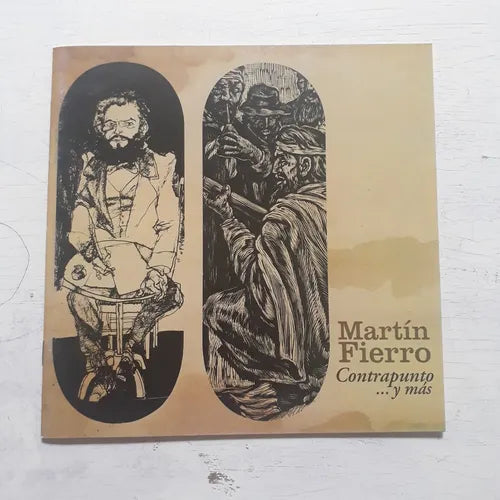 Martín
Fierro
Contrapunto
...y más